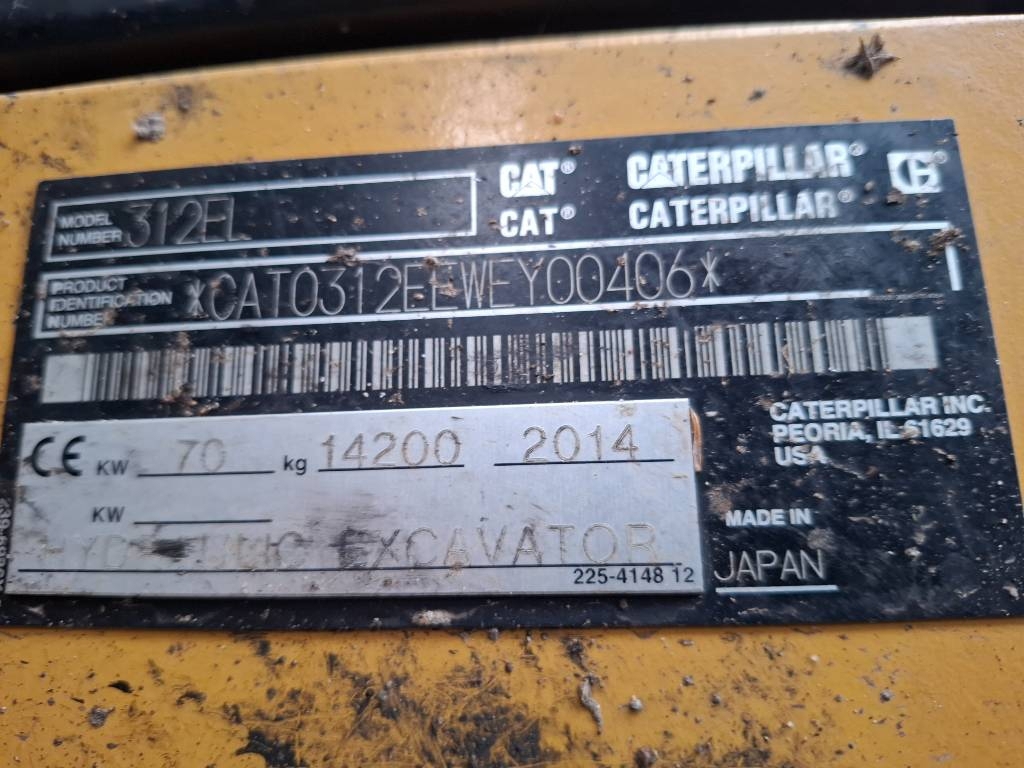 CAT® CATERPILLAR®
CAT® CATERPILLAR®
MODEL NUMBER 312EL
PRODUCT IDENTIFICATION NUMBER *CAT0312EEWEY00406*
CE KW 70 kg 14200 2014
KW
EXCAVATOR
225-4148 12
CATERPILLAR INC.
PEORIA, IL 61629
USA
MADE IN
JAPAN